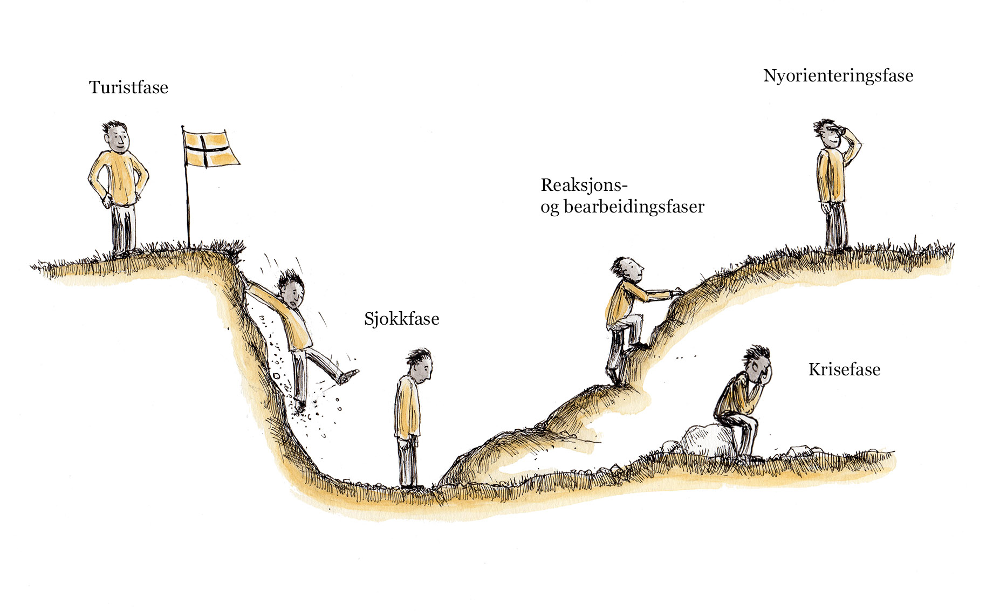 Turistfase
Nyorienteringsfase
Reaksjons-
og bearbeidingsfaser
Sjokkfase
Krisefase